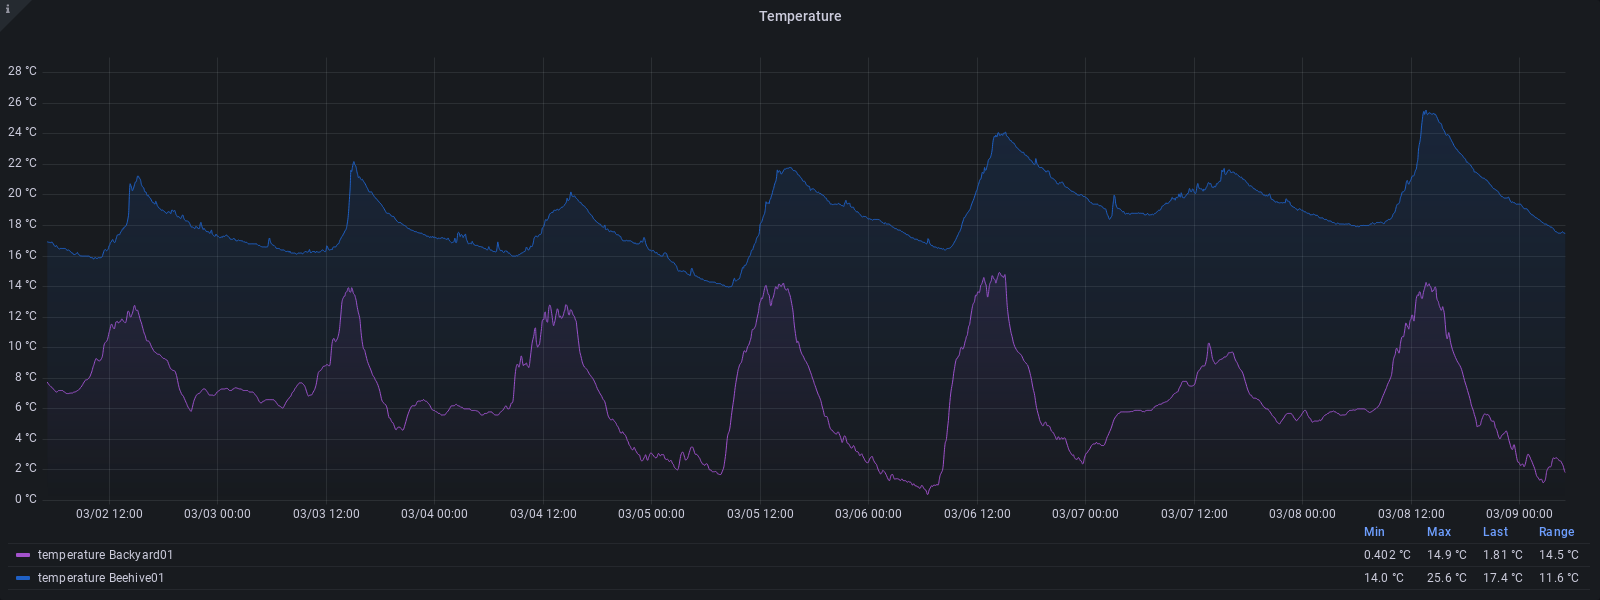 i
Temperature
28 °C
26 °C
24 °C
22 °C
20 °C
18 °C
16 °C
14 °C
12 °C
10 °C
8 °C
6 °C
4 °C
2 °C
0 °C
03/02 12:00 03/03 00:00 03/03 12:00 03/04 00:00 03/04 12:00 03/05 00:00 03/05 12:00 03/06 00:00 03/06 12:00 03/07 00:00 03/07 12:00 03/08 00:00 03/08 12:00 03/09 00:00
Min Max Last Range
temperature Backyard01 0.402 °C 14.9 °C 1.81 °C 14.5 °C
temperature Beehive01 14.0 °C 25.6 °C 17.4 °C 11.6 °C